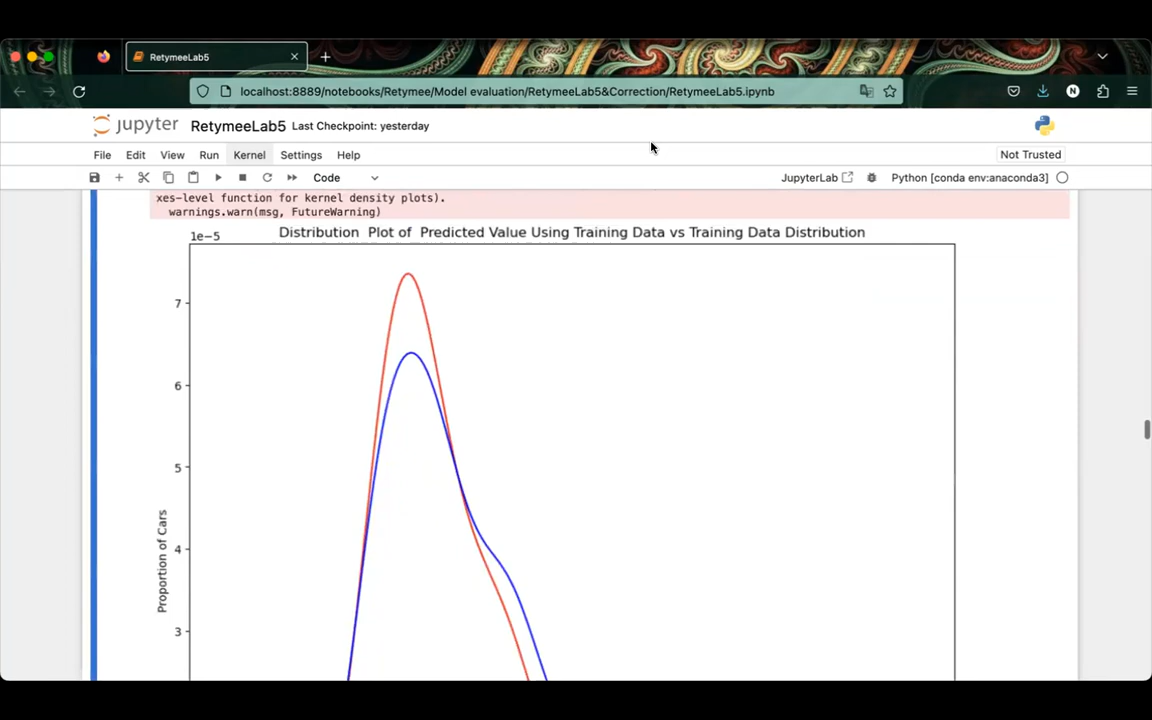 RetymeeLab5
localhost:8889/notebooks/Retymee/Model evaluation/RetymeeLab5&Correction/RetymeeLab5.ipynb
N
jupyter RetymeeLab5 Last Checkpoint: yesterday
File Edit View Run Kernel Settings Help Not Trusted
Code JupyterLab Python [conda env:anaconda3]
xes-level function for kernel density plots).
warnings.warn(msg, FutureWarning)
1e-5 Distribution Plot of Predicted Value Using Training Data vs Training Data Distribution
7
6
5
4
3
Proportion of Cars